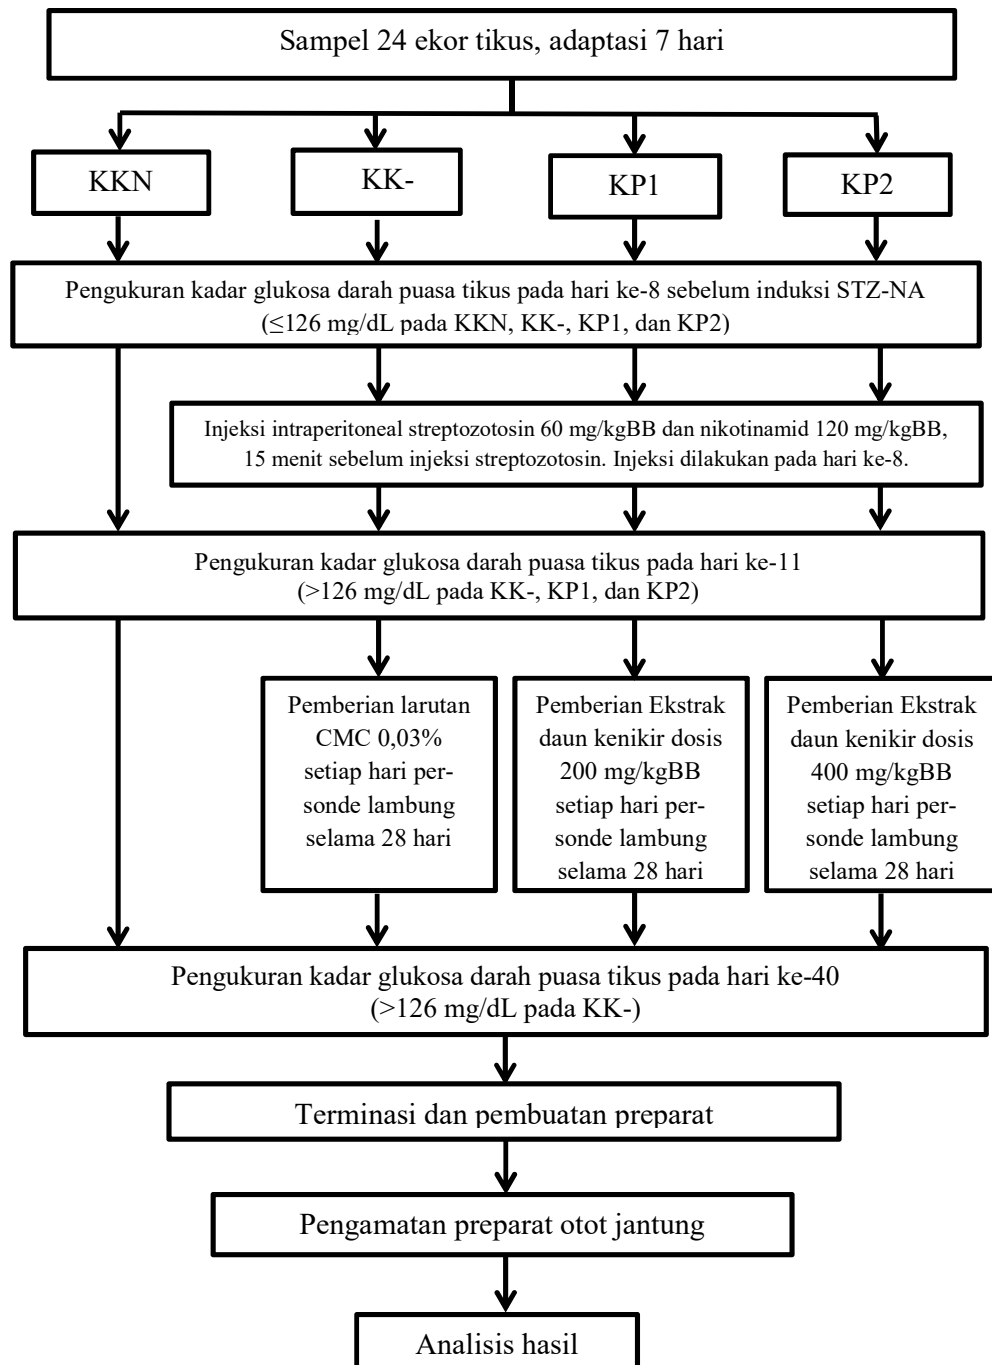 Sampel 24 ekor tikus, adaptasi 7 hari
KKN
KK-
KP1
KP2
Pengukuran kadar glukosa darah puasa tikus pada hari ke-8 sebelum induksi STZ-NA
(≤126 mg/dL pada KKN, KK-, KP1, dan KP2)
Injeksi intraperitoneal streptozotosin 60 mg/kgBB dan nikotinamid 120 mg/kgBB,
15 menit sebelum injeksi streptozotosin. Injeksi dilakukan pada hari ke-8.
Pengukuran kadar glukosa darah puasa tikus pada hari ke-11
(>126 mg/dL pada KK-, KP1, dan KP2)
Pemberian larutan
CMC 0,03%
setiap hari per-
sonde lambung
selama 28 hari
Pemberian Ekstrak
daun kenikir dosis
200 mg/kgBB
setiap hari per-
sonde lambung
selama 28 hari
Pemberian Ekstrak
daun kenikir dosis
400 mg/kgBB
setiap hari per-
sonde lambung
selama 28 hari
Pengukuran kadar glukosa darah puasa tikus pada hari ke-40
(>126 mg/dL pada KK-)
Terminasi dan pembuatan preparat
Pengamatan preparat otot jantung
Analisis hasil